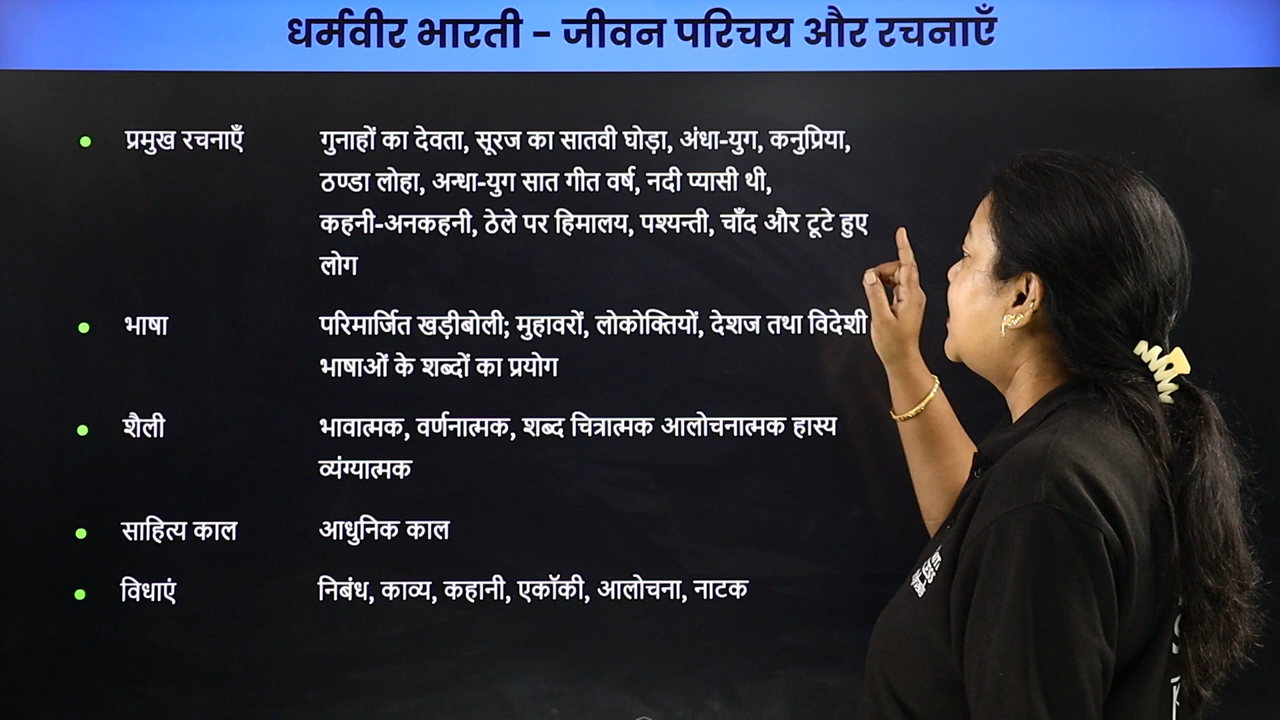 धर्मवीर भारती - जीवन परिचय और रचनाएँ
प्रमुख रचनाएँ गुनाहों का देवता, सूरज का सातवी घोड़ा, अंधा-युग, कनुप्रिया,
ठण्डा लोहा, अन्धा-युग सात गीत वर्ष, नदी प्यासी थी,
कहनी-अनकहनी, ठेले पर हिमालय, पश्यन्ती, चाँद और टूटे हुए
लोग
भाषा परिमार्जित खड़ीबोली; मुहावरों, लोकोक्तियों, देशज तथा विदेशी
भाषाओं के शब्दों का प्रयोग
शैली भावात्मक, वर्णनात्मक, शब्द चित्रात्मक आलोचनात्मक हास्य
व्यंग्यात्मक
साहित्य काल आधुनिक काल
विधाएं निबंध, काव्य, कहानी, एकॉकी, आलोचना, नाटक